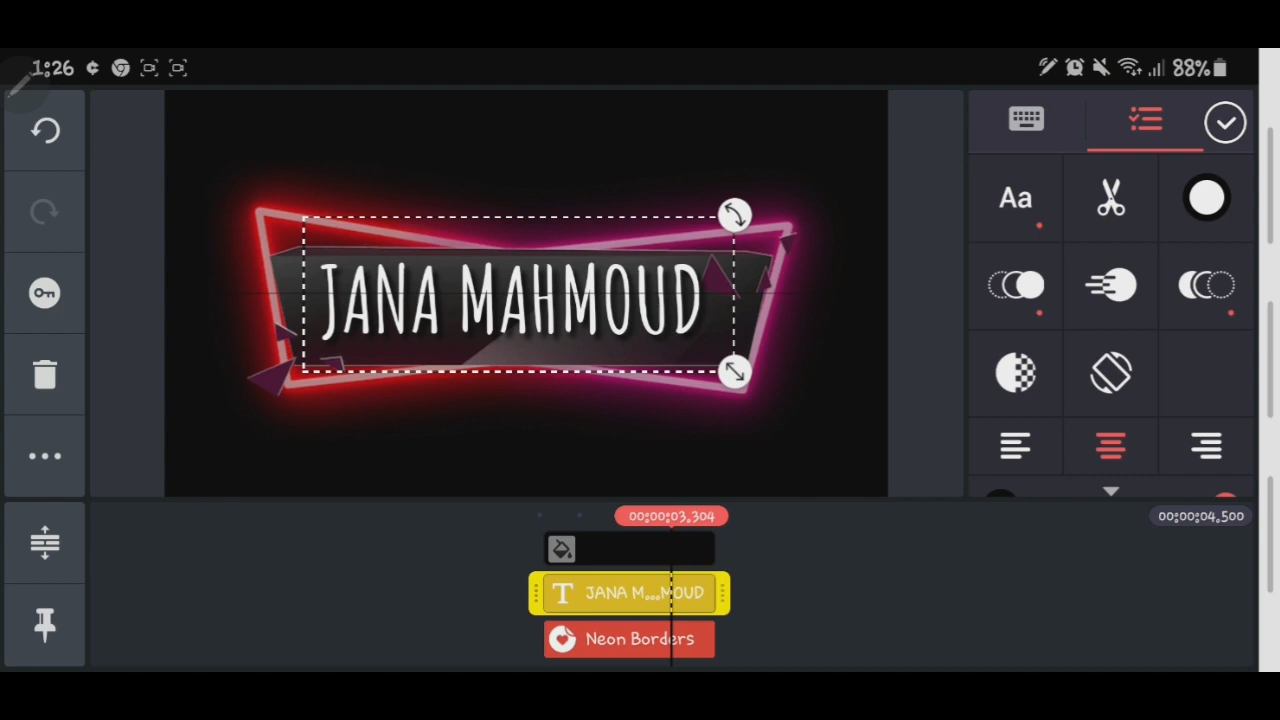 1:26
88%
Aa
JANA MAHMOUD
00:00:03.304
00:00:04.500
T JANA M...MOUD
Neon Borders